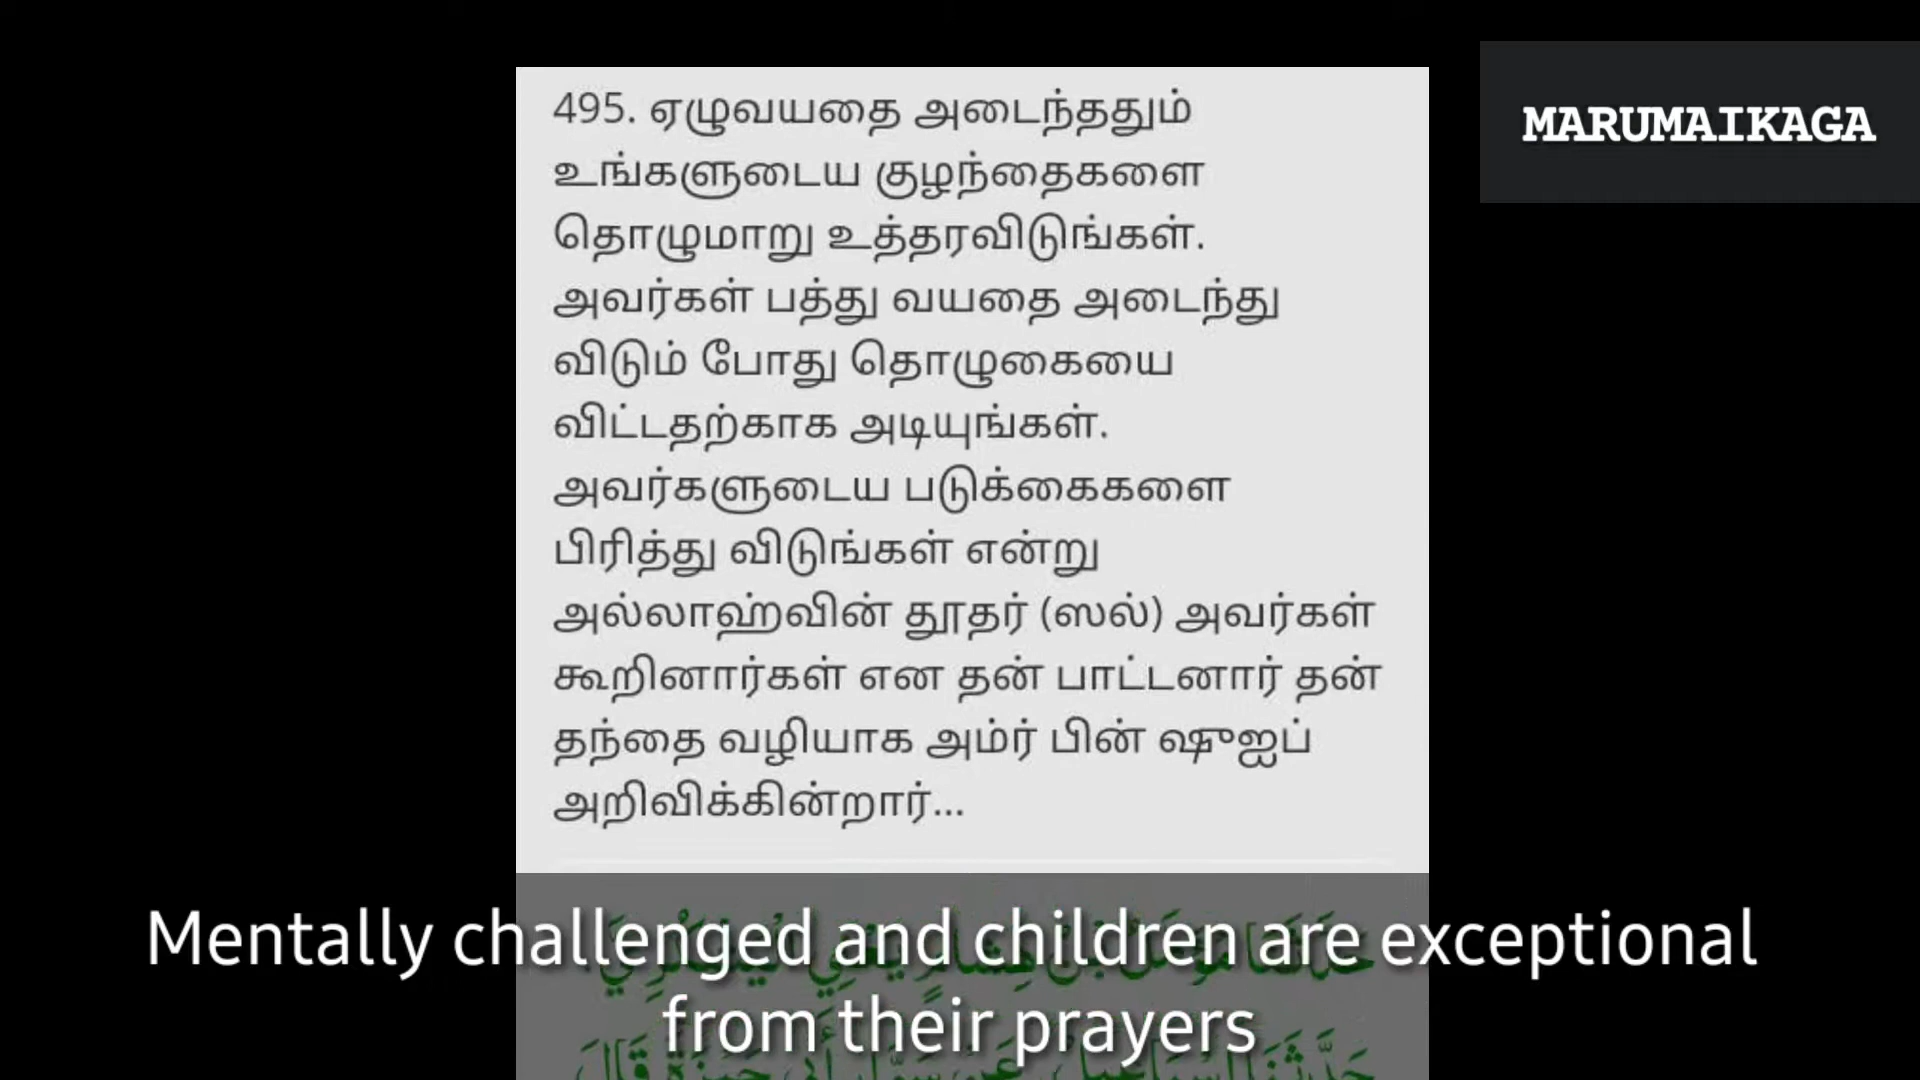 MARUMAIKAGA
495. ஏழுவயதை அடைந்ததும்
உங்களுடைய குழந்தைகளை
தொழுமாறு உத்தரவிடுங்கள்.
அவர்கள் பத்து வயதை அடைந்து
விடும் போது தொழுகையை
விட்டதற்காக அடியுங்கள்.
அவர்களுடைய படுக்கைகளை
பிரித்து விடுங்கள் என்று
அல்லாஹ்வின் தூதர் (ஸல்) அவர்கள்
கூறினார்கள் என தன் பாட்டனார் தன்
தந்தை வழியாக அம்ர் பின் ஷுஐப்
அறிவிக்கின்றார்...
Mentally challenged and children are exceptional
from their prayers